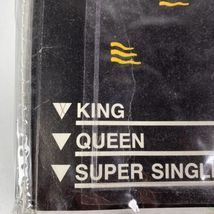 ▼ KING
▼ QUEEN
▼ SUPER SINGL